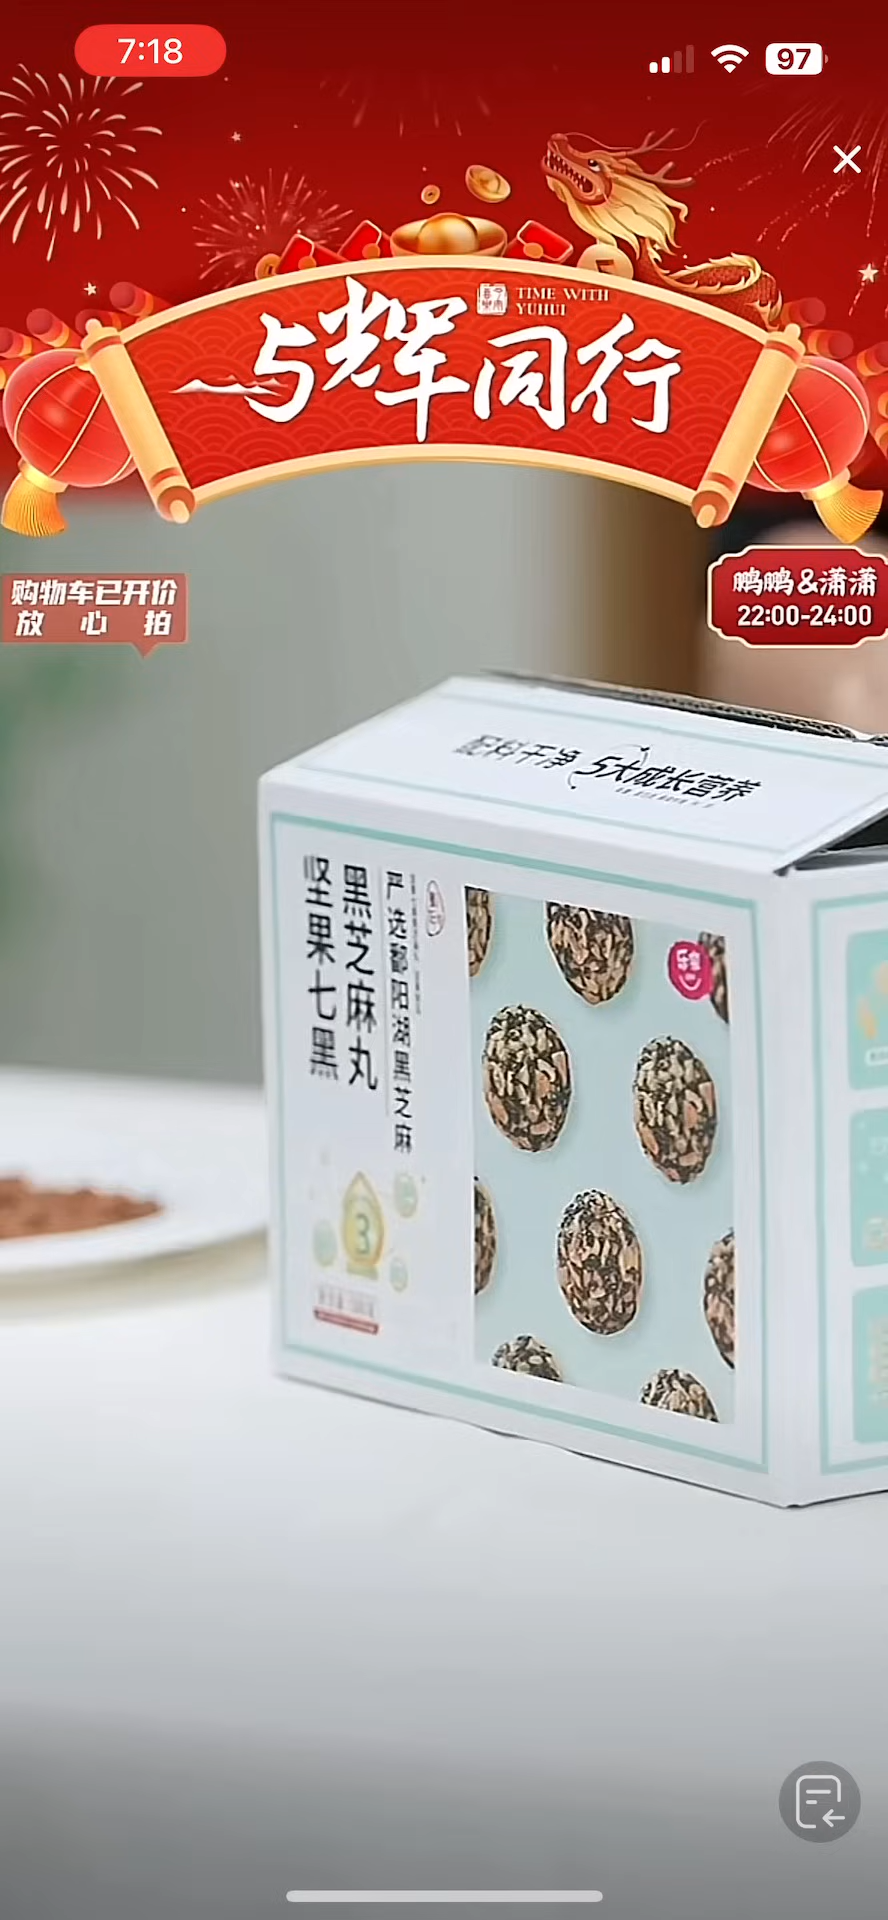 7:18
97
TIME WITH
YUHUI
与辉同行
购物车已开价
放心拍
鹏鹏&潇潇
22:00-24:00
配料干净 5大成长营养
坚果七黑
黑芝麻丸
严选鄱阳湖黑芝麻
3